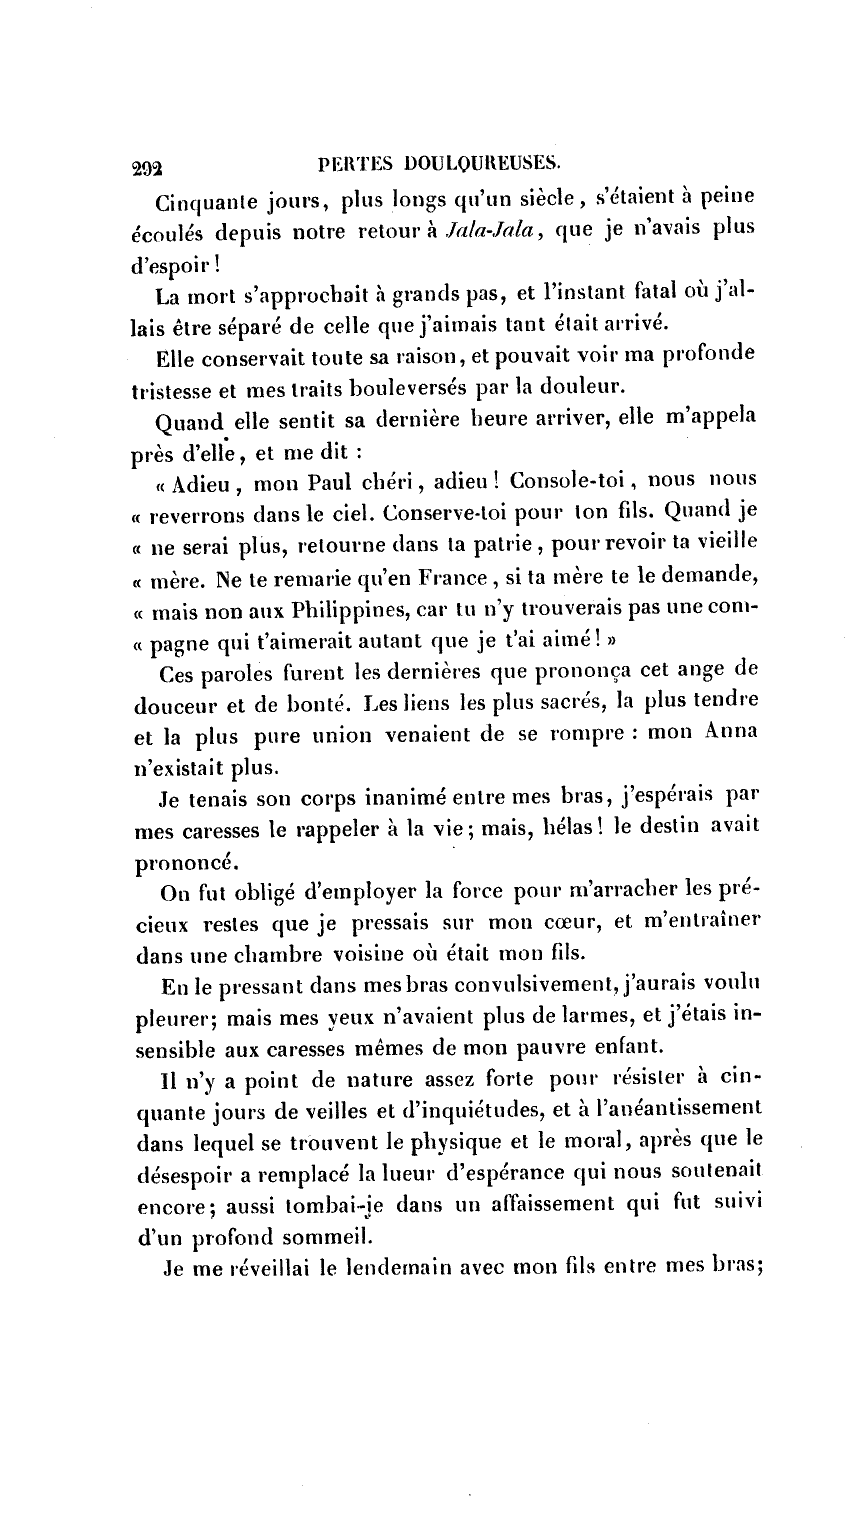 292 PERTES DOULOUREUSES.
Cinquante jours, plus longs qu'un siècle, s'étaient à peine
écoulés depuis notre retour à Jala-Jala, que je n'avais plus
d'espoir !
La mort s'approchait à grands pas, et l'instant fatal où j'al-
lais être séparé de celle que j'aimais tant était arrivé.
Elle conservait toute sa raison, et pouvait voir ma profonde
tristesse et mes traits bouleversés par la douleur.
Quand elle sentit sa dernière heure arriver, elle m'appela
près d'elle, et me dit :
« Adieu, mon Paul chéri, adieu ! Console-toi, nous nous
« reverrons dans le ciel. Conserve-toi pour ton fils. Quand je
« ne serai plus, retourne dans ta patrie, pour revoir ta vieille
« mère. Ne te remarie qu'en France, si ta mère te le demande,
« mais non aux Philippines, car tu n'y trouverais pas une com-
« pagne qui t'aimerait autant que je t'ai aimé ! »
Ces paroles furent les dernières que prononça cet ange de
douceur et de bonté. Les liens les plus sacrés, la plus tendre
et la plus pure union venaient de se rompre : mon Anna
n'existait plus.
Je tenais son corps inanimé entre mes bras, j'espérais par
mes caresses le rappeler à la vie ; mais, hélas ! le destin avait
prononcé.
On fut obligé d'employer la force pour m'arracher les pré-
cieux restes que je pressais sur mon cœur, et m'entraîner
dans une chambre voisine où était mon fils.
En le pressant dans mes bras convulsivement, j'aurais voulu
pleurer; mais mes yeux n'avaient plus de larmes, et j'étais in-
sensible aux caresses mêmes de mon pauvre enfant.
Il n'y a point de nature assez forte pour résister à cin-
quante jours de veilles et d'inquiétudes, et à l'anéantissement
dans lequel se trouvent le physique et le moral, après que le
désespoir a remplacé la lueur d'espérance qui nous soutenait
encore; aussi tombai-je dans un affaissement qui fut suivi
d'un profond sommeil.
Je me réveillai le lendemain avec mon fils entre mes bras;